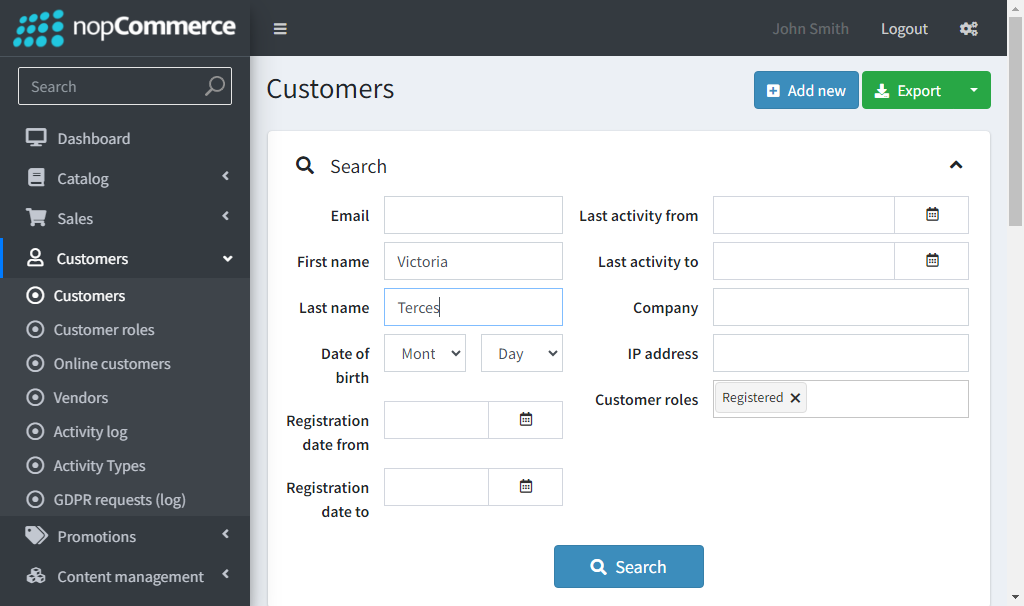 nopCommerce
John Smith
Logout
Search
Customers
Add new
Export
Dashboard
Catalog
Sales
Customers
Customers
Customer roles
Online customers
Vendors
Activity log
Activity Types
GDPR requests (log)
Promotions
Content management
Search
Email
First name Victoria
Last name Terces
Date of
birth
Mont Day
Registration
date from
Registration
date to
Last activity from
Last activity to
Company
IP address
Customer roles Registered
Search